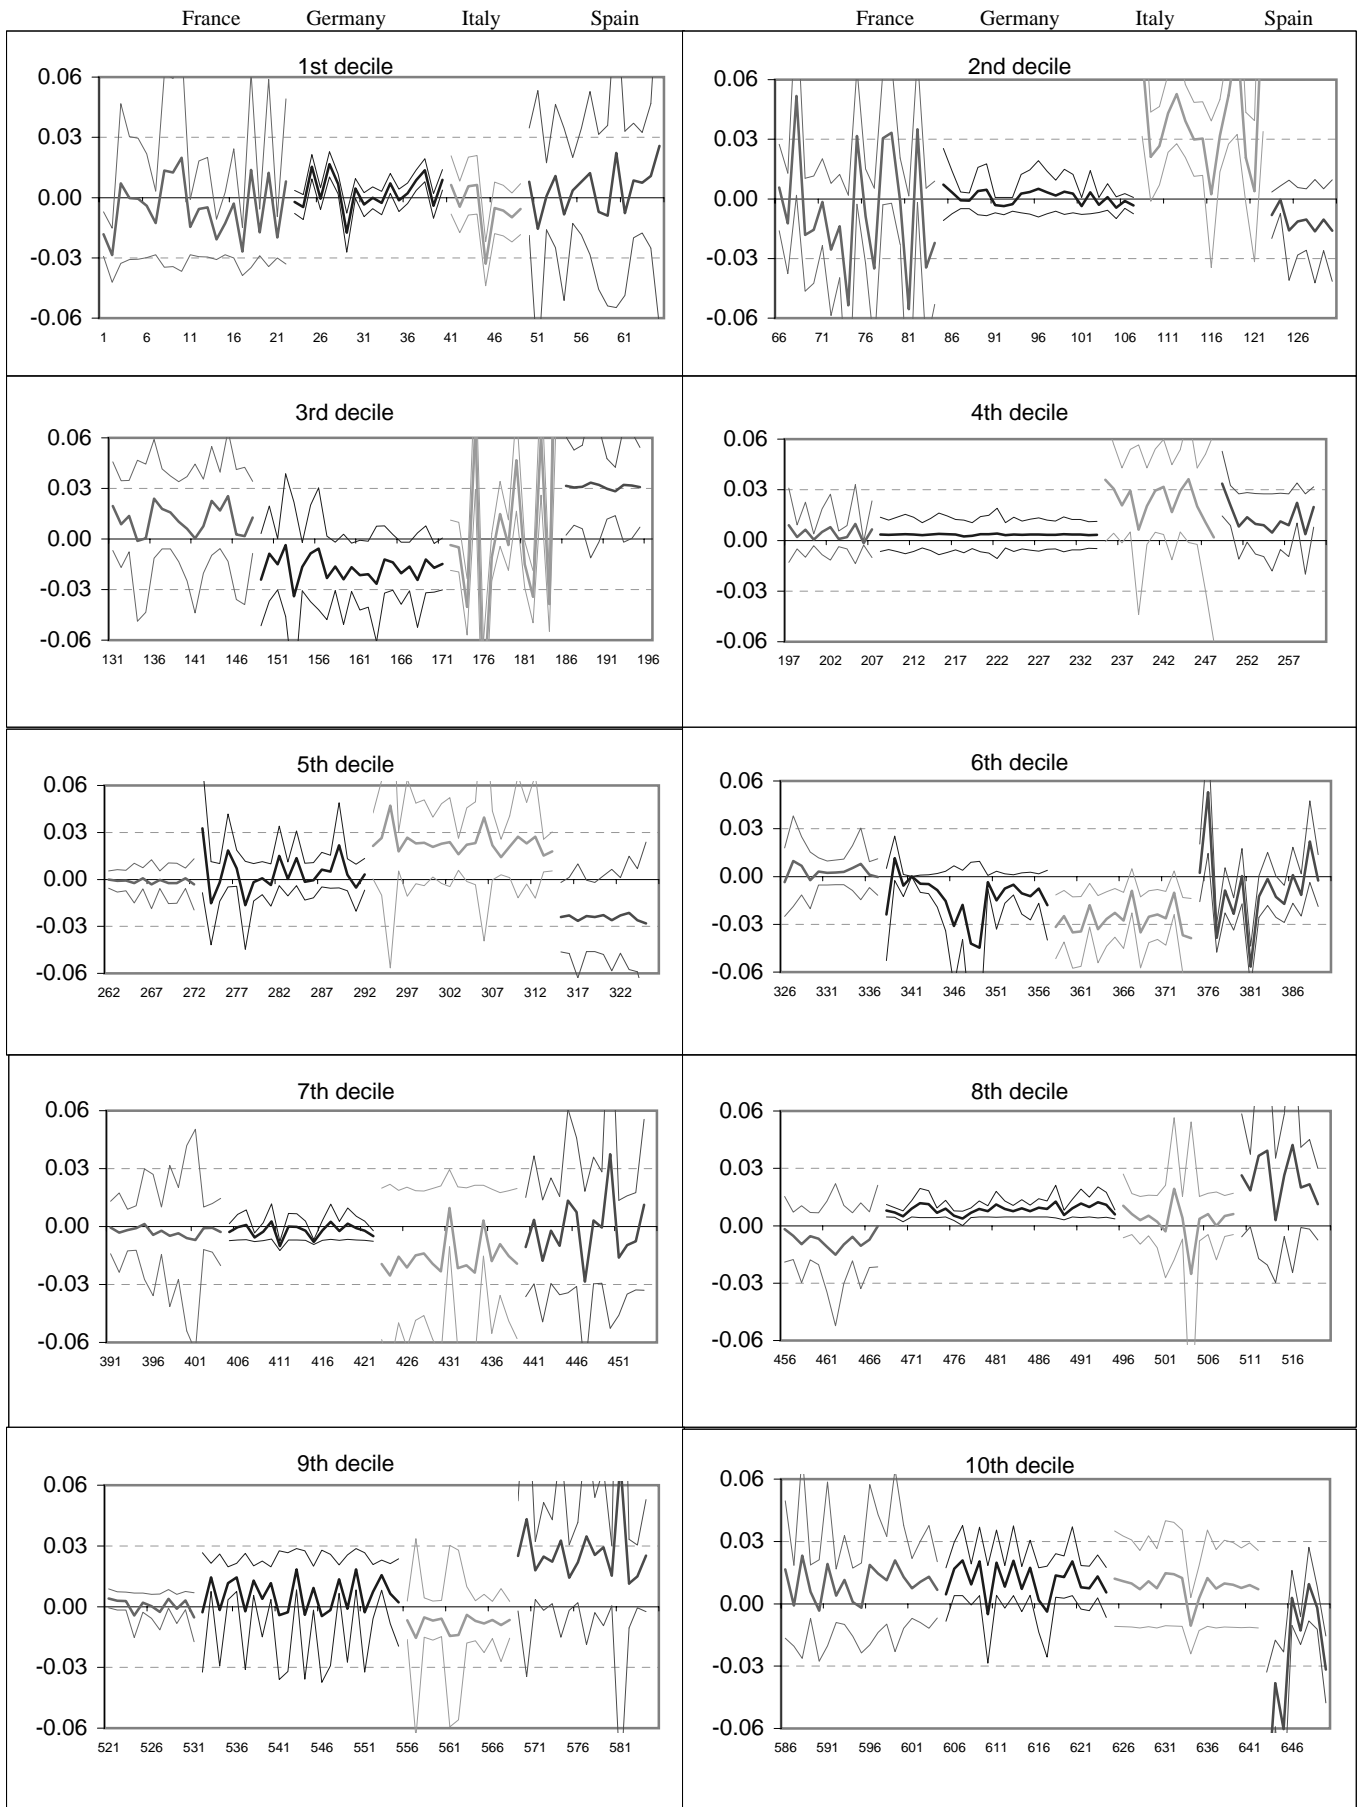 France Germany Italy Spain France Germany Italy Spain
1st decile
0.06
0.03
0.00
-0.03
-0.06
1 6 11 16 21 26 31 36 41 46 51 61
2nd decile
0.06
0.03
0.00
-0.03
-0.06
66 71 76 81 86 91 96 101 106 111 116 121 126
3rd decile
0.06
0.03
0.00
-0.03
-0.06
131 136 141 146 151 156 161 166 171 176 181 186 191 196
4th decile
0.06
0.03
0.00
-0.03
-0.06
197 202 207 212 217 222 227 232 237 242 247 252 257
5th decile
0.06
0.03
0.00
-0.03
-0.06
262 267 272 277 282 287 292 297 302 307 312 317 322
6th decile
0.06
0.03
0.00
-0.03
-0.06
326 331 336 341 346 351 356 361 366 371 376 381 386
7th decile
0.06
0.03
0.00
-0.03
-0.06
391 396 401 406 411 416 421 426 431 436 441 446 451
8th decile
0.06
0.03
0.00
-0.03
-0.06
456 461 466 471 476 481 486 491 496 501 506 511 516
9th decile
0.06
0.03
0.00
-0.03
-0.06
521 526 531 536 541 546 551 556 561 566 571 576 581
10th decile
0.06
0.03
0.00
-0.03
-0.06
586 591 596 601 606 611 616 621 626 631 636 641 646